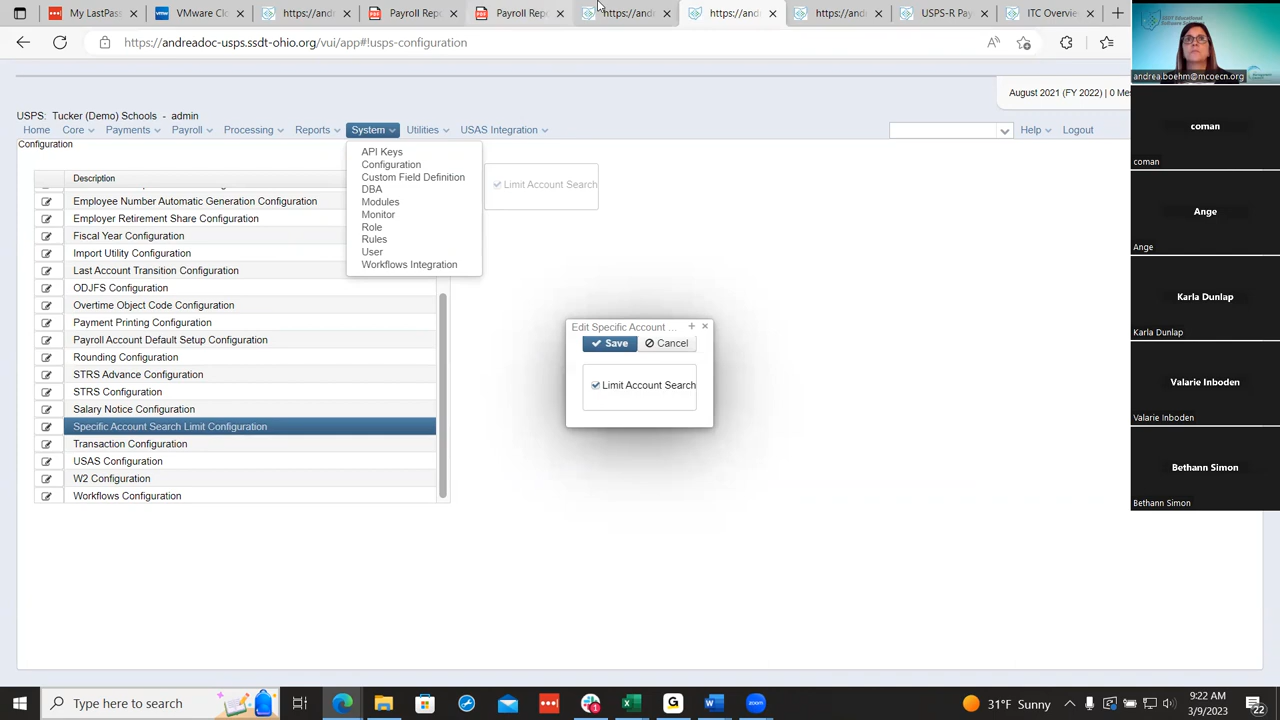 LastPas
VMware Clo
https://and
Payroll Rep
Payroll Rep
https://and
https://and
https://and
USPS-R Pay
ITC Overvie
https://andreadoc-usps.ssdt-ohio.org/vui/app#!usps-configuration
August 2021 (FY 2022) | 0 Mes
USPS: Tucker (Demo) Schools - admin
Home Core Payments Payroll Processing Reports System Utilities USAS Integration Help Logout
Configuration
API Keys
Configuration
Custom Field Definition
DBA
Modules
Monitor
Role
Rules
User
Workflows Integration
Description
Employee Number Automatic Generation Configuration
Employer Retirement Share Configuration
Fiscal Year Configuration
Import Utility Configuration
Last Account Transition Configuration
ODJFS Configuration
Overtime Object Code Configuration
Payment Printing Configuration
Payroll Account Default Setup Configuration
Rounding Configuration
STRS Advance Configuration
STRS Configuration
Salary Notice Configuration
Specific Account Search Limit Configuration
Transaction Configuration
USAS Configuration
W2 Configuration
Workflows Configuration
Limit Account Search
Edit Specific Account ...
Save Cancel
Limit Account Search
andrea.boehm@mcoecn.org
coman
coman
Ange
Ange
Karla Dunlap
Karla Dunlap
Valarie Inboden
Valarie Inboden
Bethann Simon
Bethann Simon
Type here to search
31°F Sunny
9:22 AM
3/9/2023
22